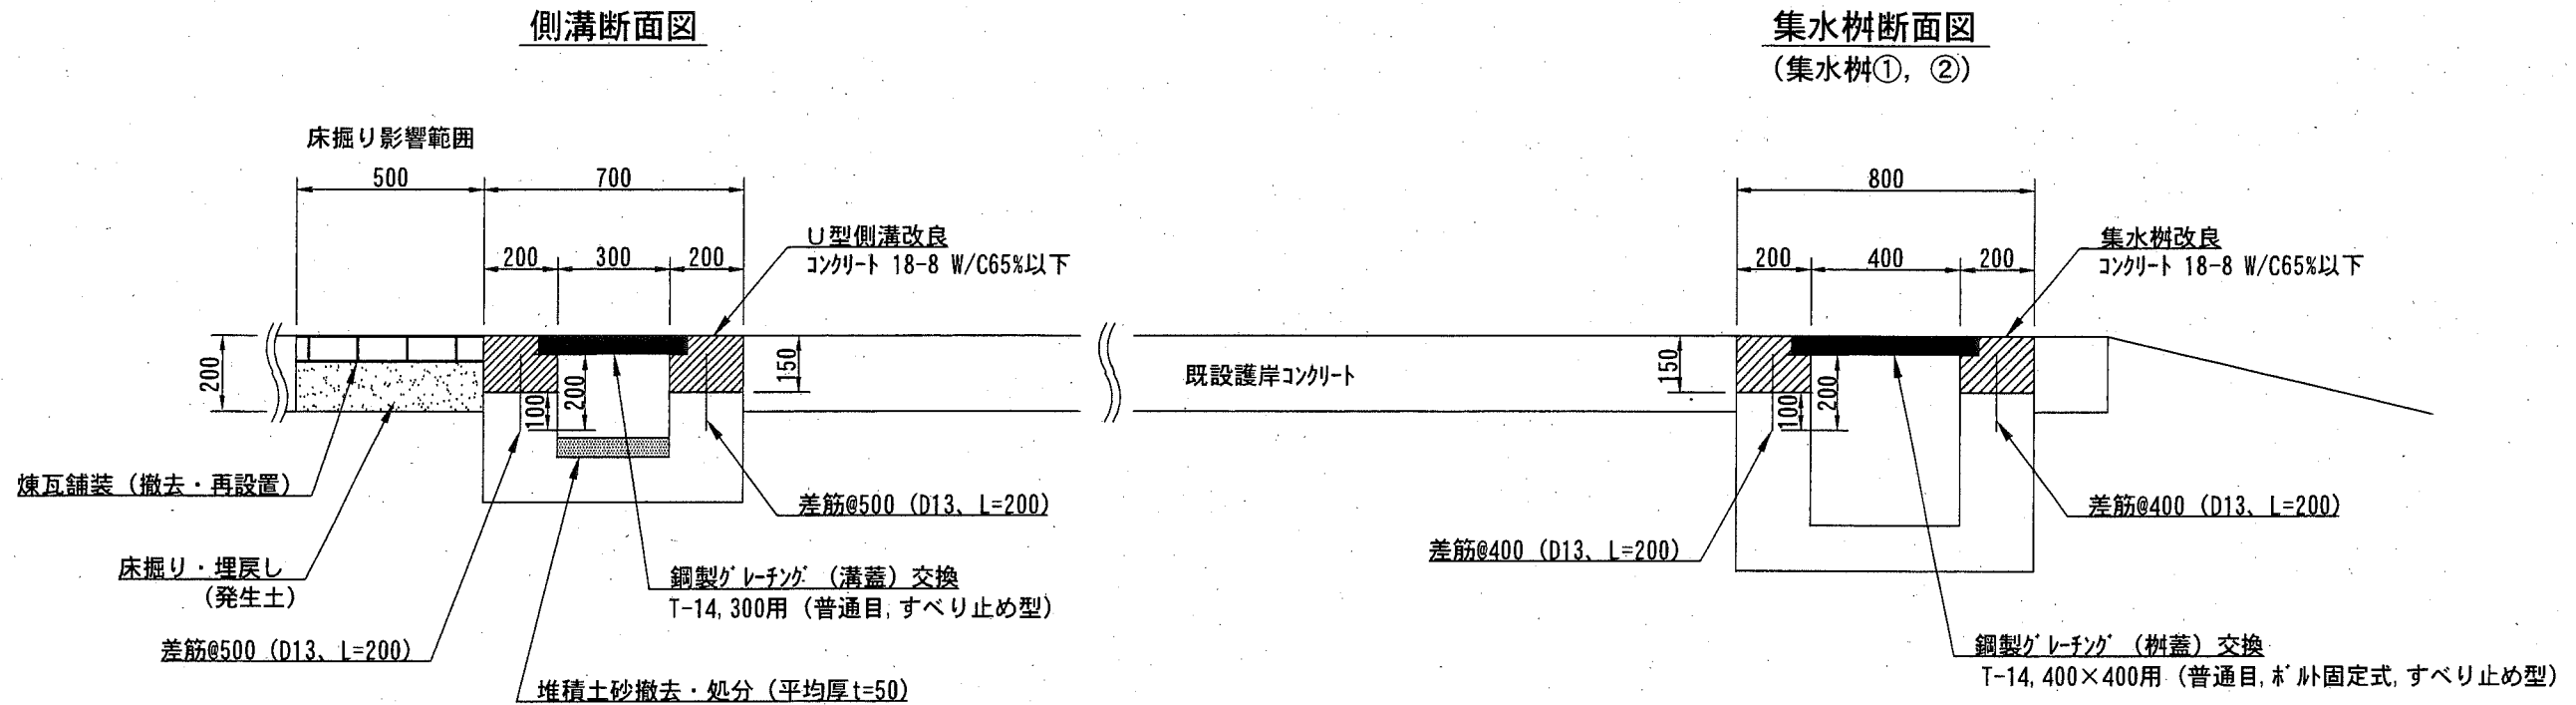 側溝断面図
床掘り影響範囲
500
700
200
300
200
U型側溝改良
コンクリート 18-8 W/C65%以下
200
150
100
200
煉瓦舗装（撤去・再設置）
床掘り・埋戻し
（発生土）
差筋@500（D13、L=200）
差筋@500（D13、L=200）
鋼製グレーチング（溝蓋）交換
T-14,300用（普通目,すべり止め型）
堆積土砂撤去・処分（平均厚t=50）
既設護岸コンクリート
集水桝断面図
（集水桝①，②）
800
200
400
200
集水桝改良
コンクリート 18-8 W/C65%以下
150
100
200
差筋@400（D13、L=200）
差筋@400（D13、L=200）
鋼製グレーチング（桝蓋）交換
T-14,400×400用（普通目,ボルト固定式,すべり止め型）